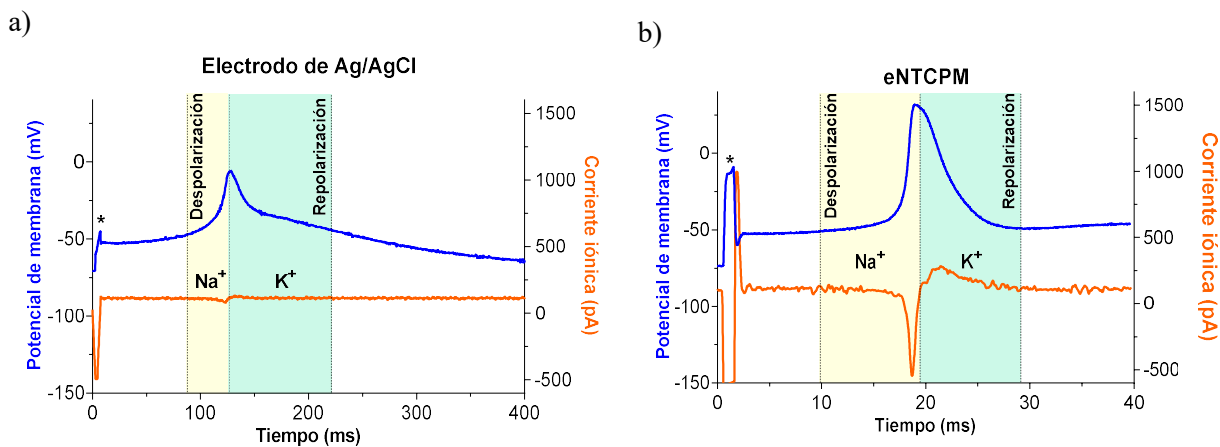 a)
Electrodo de Ag/AgCl
Potencial de membrana (mV)
0
-50
-100
-150
*
Despolarización
Repolarización
Na+
K+
1500
1000
500
0
-500
Corriente iónica (pA)
0
100
200
300
400
Tiempo (ms)
b)
eNTCPM
Potencial de membrana (mV)
0
-50
-100
-150
*
Despolarización
Repolarización
Na+
K+
1500
1000
500
0
-500
Corriente iónica (pA)
0
10
20
30
40
Tiempo (ms)